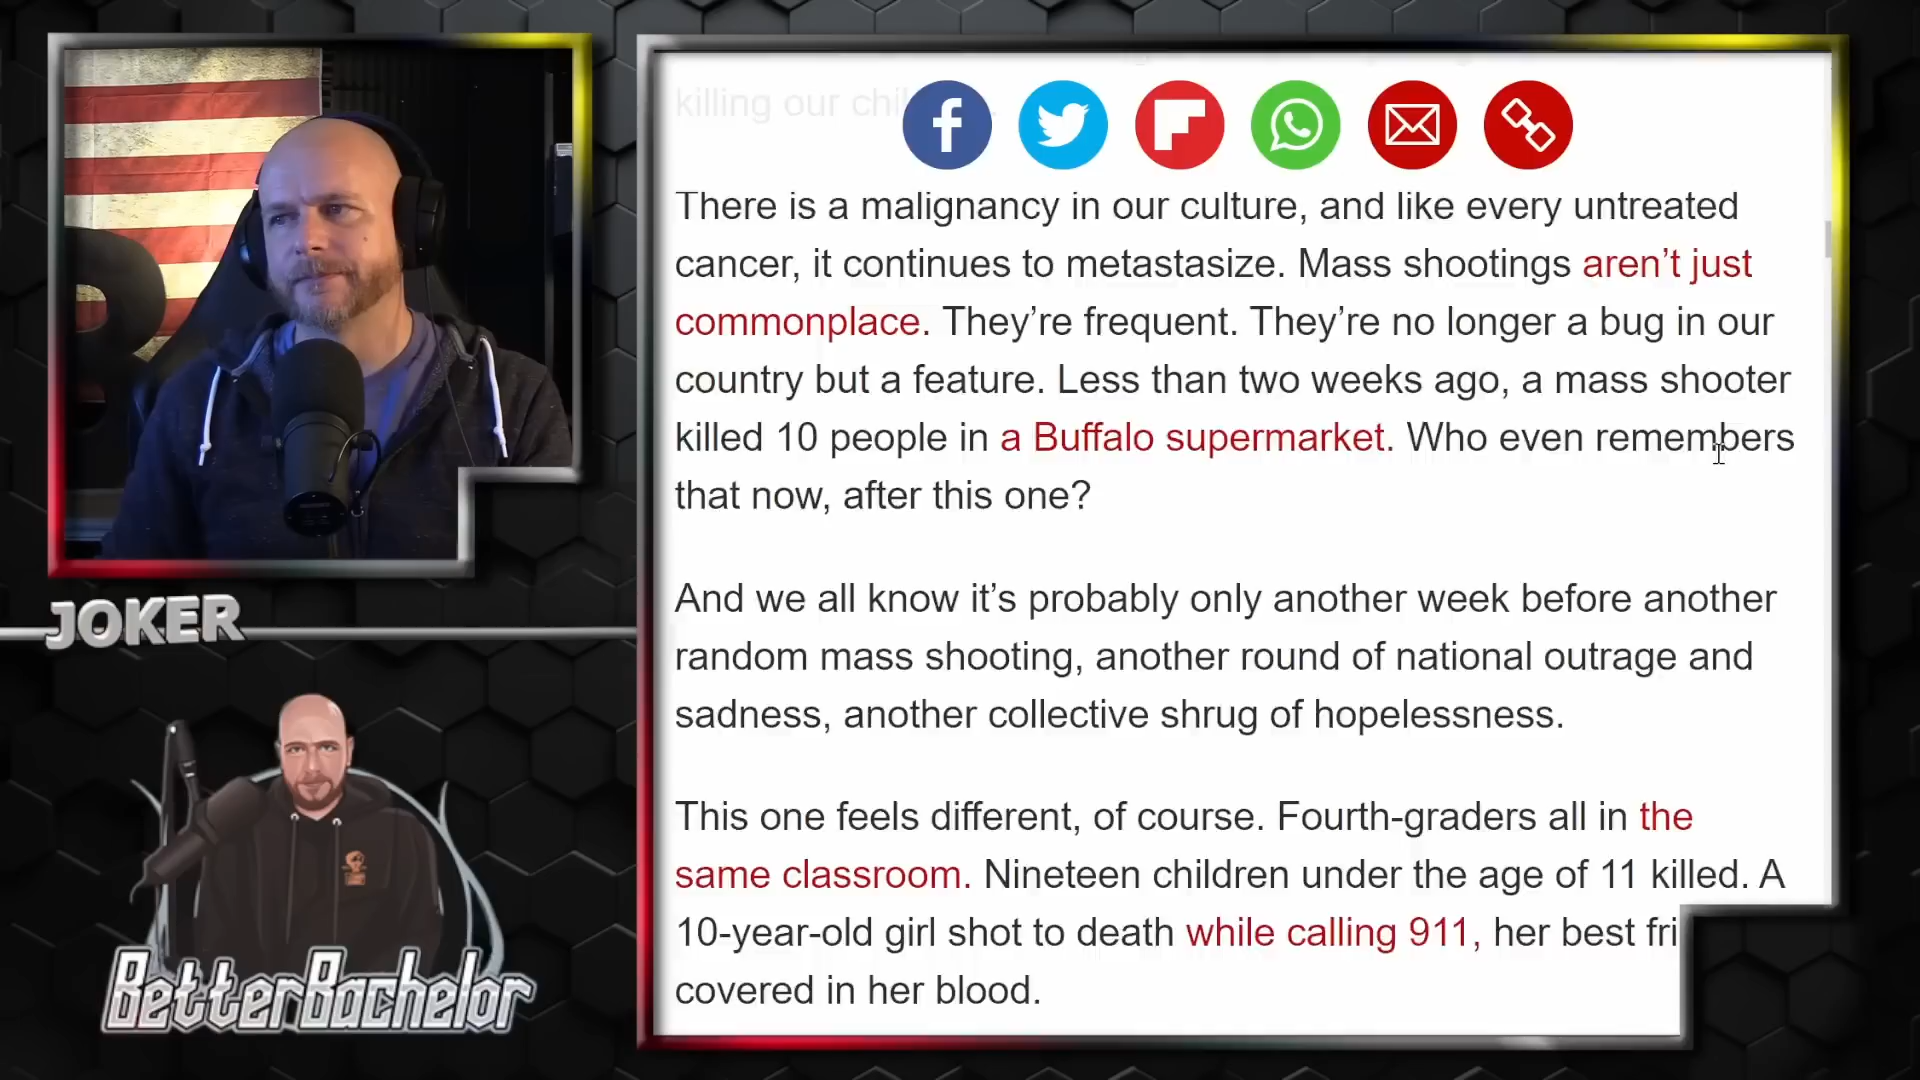 killing our chil
There is a malignancy in our culture, and like every untreated
cancer, it continues to metastasize. Mass shootings aren’t just
commonplace. They’re frequent. They’re no longer a bug in our
country but a feature. Less than two weeks ago, a mass shooter
killed 10 people in a Buffalo supermarket. Who even remembers
that now, after this one?
And we all know it’s probably only another week before another
random mass shooting, another round of national outrage and
sadness, another collective shrug of hopelessness.
This one feels different, of course. Fourth-graders all in the
same classroom. Nineteen children under the age of 11 killed. A
10-year-old girl shot to death while calling 911, her best fri
covered in her blood.
JOKER
BetterBachelor